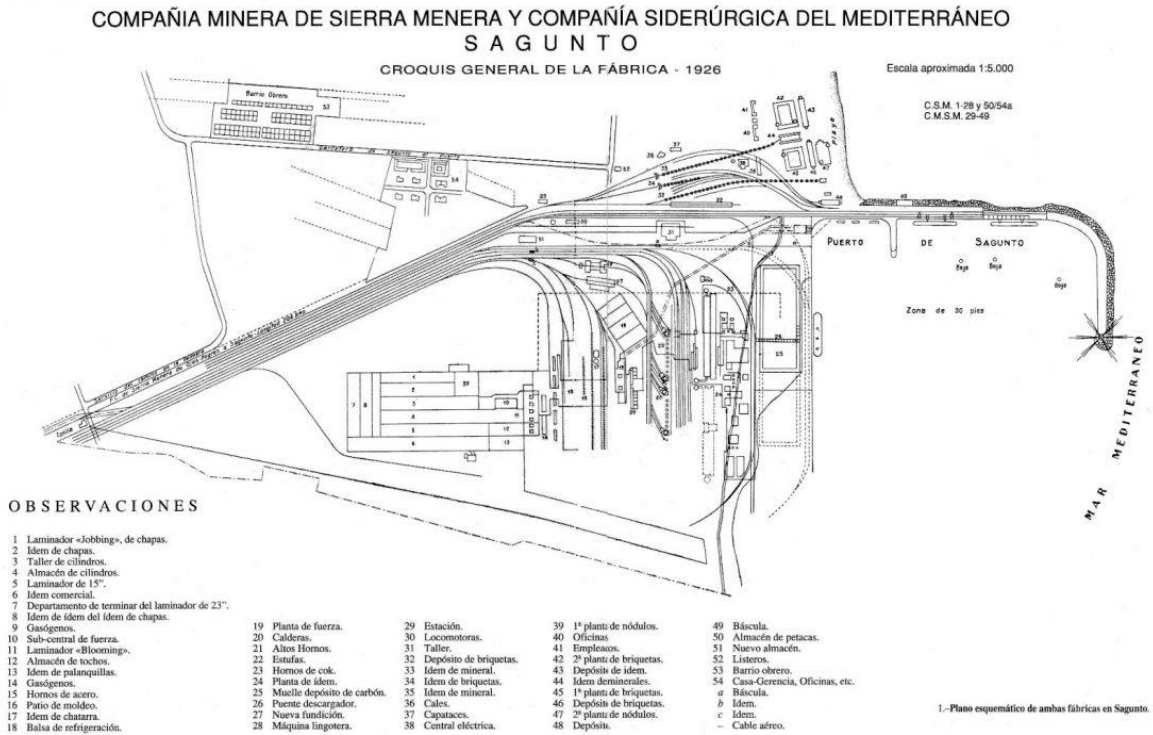 COMPAÑIA MINERA DE SIERRA MENERA Y COMPAÑÍA SIDERÚRGICA DEL MEDITERRÁNEO
SAGUNTO
CROQUIS GENERAL DE LA FÁBRICA - 1926
Escala aproximada 1:5.000
C.S.M. 1-28 y 50/54a
C.M.S.M. 29-49
Barrio Obrero
53
Playa
PUERTO DE SAGUNTO
Boya
Boya
Boya
Zona de 30 pies
MAR MEDITERRANEO
OBSERVACIONES
1 Laminador «Jobbing», de chapas.
2 Idem de chapas.
3 Taller de cilindros.
4 Almacén de cilindros.
5 Laminador de 15”.
6 Idem comercial.
7 Departamento de terminar del laminador de 23”.
8 Idem de ídem del ídem de chapas.
9 Gasógenos.
10 Sub-central de fuerza.
11 Laminador «Blooming».
12 Almacén de tochos.
13 Idem de palanquillas.
14 Gasógenos.
15 Hornos de acero.
16 Patio de moldeo.
17 Idem de chatarra.
18 Balsa de refrigeración.
19 Planta de fuerza.
20 Calderas.
21 Altos Hornos.
22 Estufas.
23 Hornos de cok.
24 Planta de ídem.
25 Muelle depósito de carbón.
26 Puente descargador.
27 Nueva fundición.
28 Máquina lingotera.
29 Estación.
30 Locomotoras.
31 Taller.
32 Depósito de briquetas.
33 Idem de mineral.
34 Idem de briquetas.
35 Idem de mineral.
36 Cales.
37 Capataces.
38 Central eléctrica.
39 1ª planta de nódulos.
40 Oficinas
41 Empleaos.
42 2ª planta de briquetas.
43 Depósito de idem.
44 Idem deminerales.
45 1ª planta de briquetas.
46 Depósito de briquetas.
47 2ª planta de nódulos.
48 Depósito.
49 Báscula.
50 Almacén de petacas.
51 Nuevo almacén.
52 Listeros.
53 Barrio obrero.
54 Casa-Gerencia, Oficinas, etc.
a Báscula.
b Idem.
c Idem.
– Cable aéreo.
1.–Plano esquemático de ambas fábricas en Sagunto.